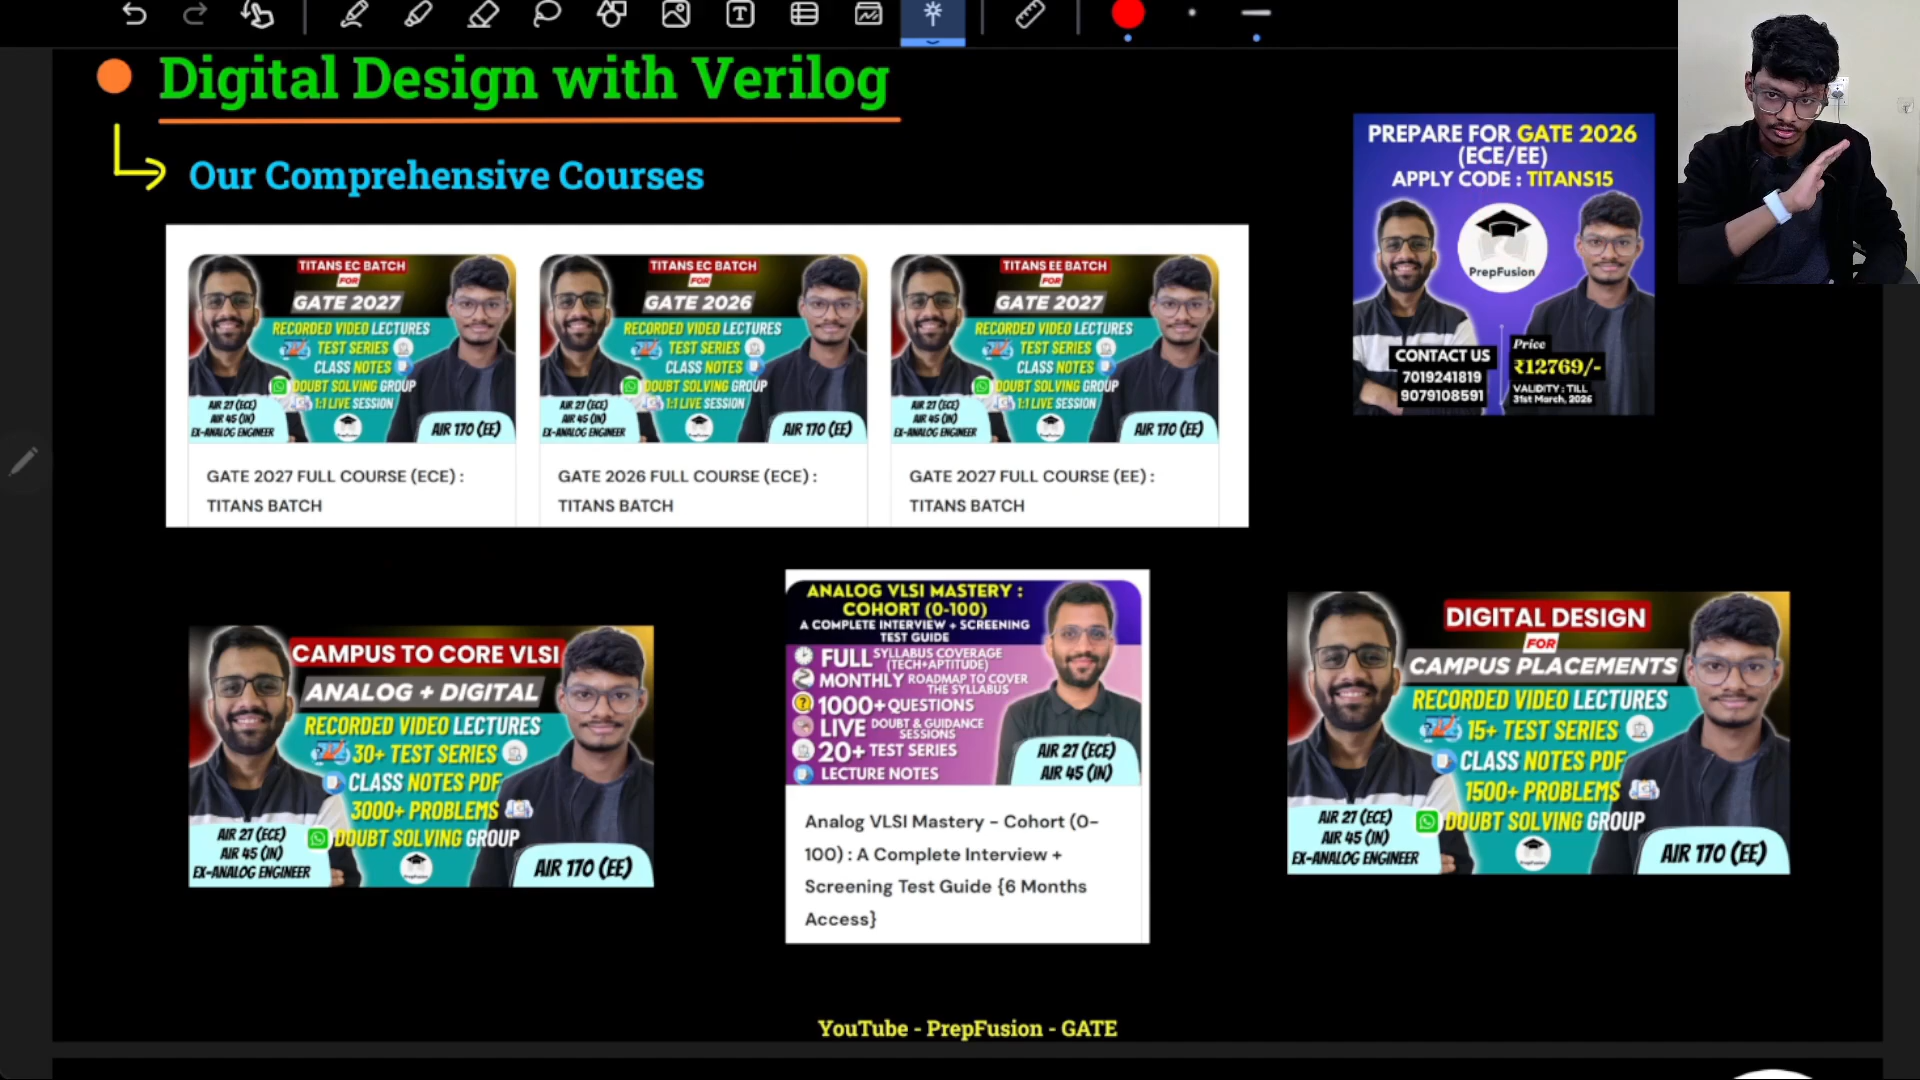 Digital Design with Verilog
Our Comprehensive Courses
PREPARE FOR GATE 2026
(ECE/EE)
APPLY CODE : TITANS15
PrepFusion
CONTACT US
7019241819
9079108591
Price
₹12769/-
VALIDITY : TILL
31st March, 2026
TITANS EC BATCH
FOR
GATE 2027
RECORDED VIDEO LECTURES
TEST SERIES
CLASS NOTES
DOUBT SOLVING GROUP
1:1 LIVE SESSION
AIR 27 (ECE)
AIR 45 (IN)
EX-ANALOG ENGINEER
AIR 170 (EE)
GATE 2027 FULL COURSE (ECE) :
TITANS BATCH
TITANS EC BATCH
FOR
GATE 2026
RECORDED VIDEO LECTURES
TEST SERIES
CLASS NOTES
DOUBT SOLVING GROUP
1:1 LIVE SESSION
AIR 27 (ECE)
AIR 45 (IN)
EX-ANALOG ENGINEER
AIR 170 (EE)
GATE 2026 FULL COURSE (ECE) :
TITANS BATCH
TITANS EE BATCH
FOR
GATE 2027
RECORDED VIDEO LECTURES
TEST SERIES
CLASS NOTES
DOUBT SOLVING GROUP
1:1 LIVE SESSION
AIR 27 (ECE)
AIR 45 (IN)
EX-ANALOG ENGINEER
AIR 170 (EE)
GATE 2027 FULL COURSE (EE) :
TITANS BATCH
CAMPUS TO CORE VLSI
ANALOG + DIGITAL
RECORDED VIDEO LECTURES
30+ TEST SERIES
CLASS NOTES PDF
3000+ PROBLEMS
DOUBT SOLVING GROUP
AIR 27 (ECE)
AIR 45 (IN)
EX-ANALOG ENGINEER
AIR 170 (EE)
ANALOG VLSI MASTERY :
COHORT (0-100)
A COMPLETE INTERVIEW + SCREENING
TEST GUIDE
FULL SYLLABUS COVERAGE
(TECH+APTITUDE)
MONTHLY ROADMAP TO COVER
THE SYLLABUS
1000+ QUESTIONS
LIVE DOUBT & GUIDANCE
SESSIONS
20+ TEST SERIES
LECTURE NOTES
AIR 27 (ECE)
AIR 45 (IN)
Analog VLSI Mastery - Cohort (0-
100) : A Complete Interview +
Screening Test Guide {6 Months
Access}
DIGITAL DESIGN
FOR
CAMPUS PLACEMENTS
RECORDED VIDEO LECTURES
15+ TEST SERIES
CLASS NOTES PDF
1500+ PROBLEMS
DOUBT SOLVING GROUP
AIR 27 (ECE)
AIR 45 (IN)
EX-ANALOG ENGINEER
AIR 170 (EE)
YouTube - PrepFusion - GATE